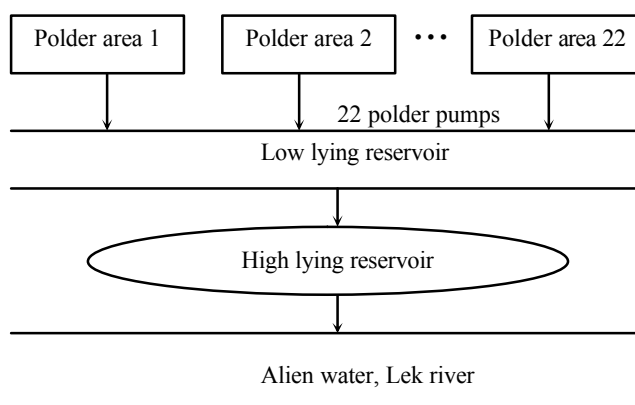 Polder area 1 Polder area 2 ••• Polder area 22
22 polder pumps
Low lying reservoir
High lying reservoir
Alien water, Lek river